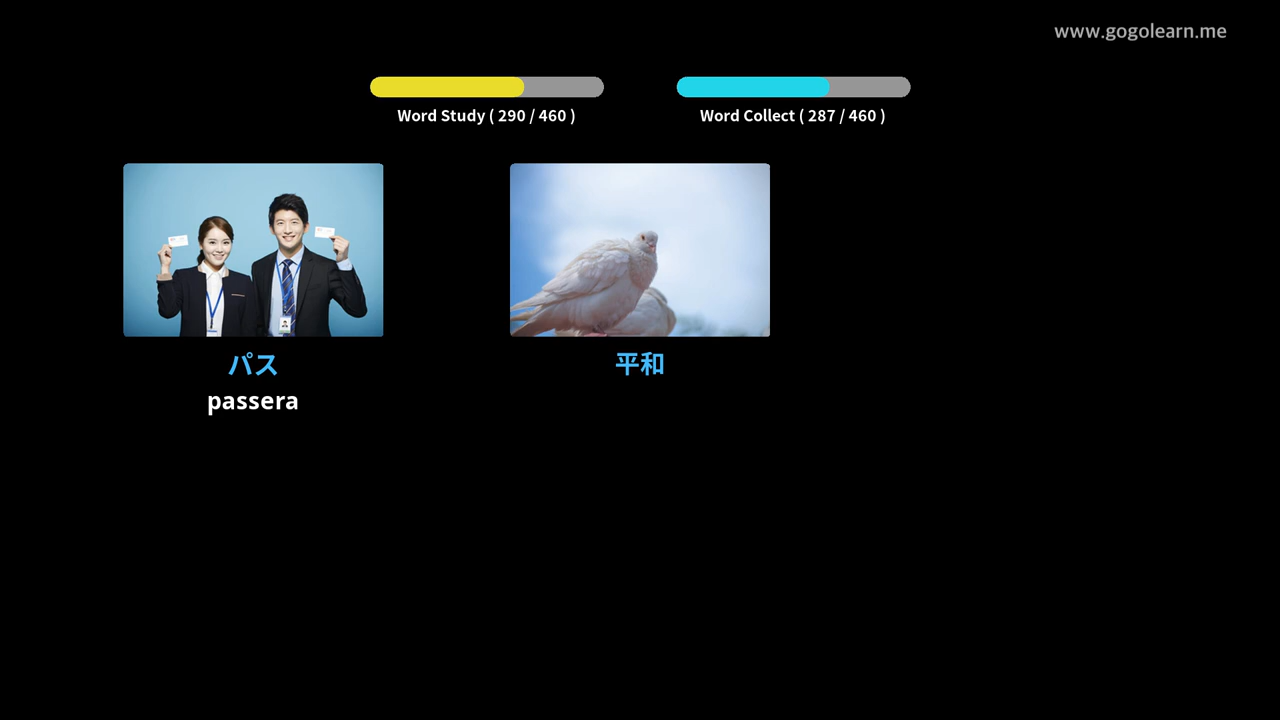 www.gogolearn.me
Word Study ( 290 / 460 )
Word Collect ( 287 / 460 )
パス
passera
平和